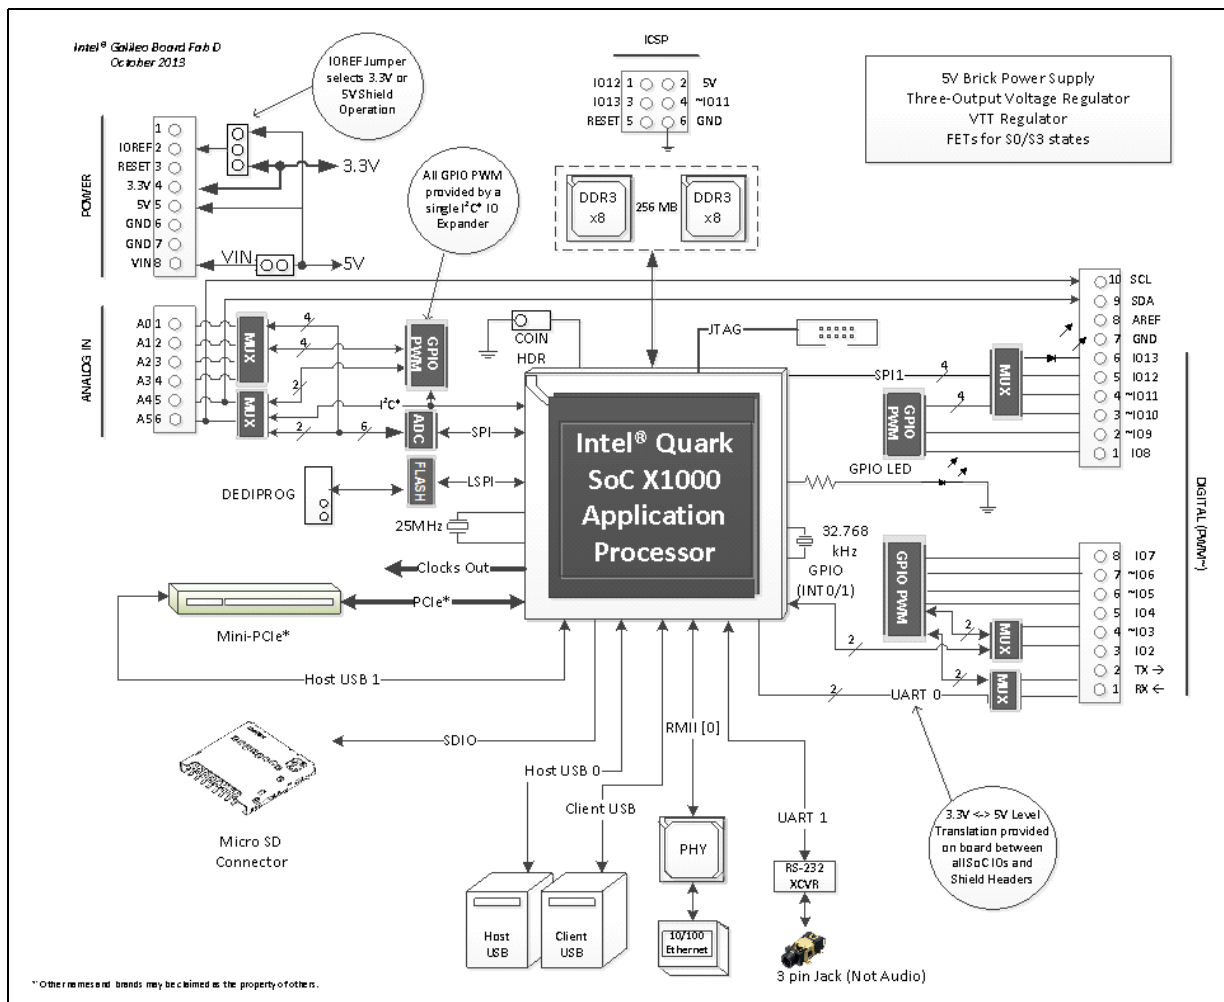 Intel® Galileo Board Fab D
October 2013
IOREF Jumper
selects 3.3V or
5V Shield
Operation
ICSP
IO12 1 2 5V
IO13 3 4 ~IO11
RESET 5 6 GND
5V Brick Power Supply
Three-Output Voltage Regulator
VTT Regulator
FETs for S0/S3 states
POWER
1
IOREF 2
RESET 3
3.3V 4
5V 5
GND 6
GND 7
VIN 8
3.3V
VIN
5V
All GPIO PWM
provided by a
single I²C* IO
Expander
DDR3
x8
256 MB
DDR3
x8
ANALOG IN
A0 1
A1 2
A2 3
A3 4
A4 5
A5 6
MUX
MUX
4
4
2
2
6
GPIO
PWM
I²C*
ADC
SPI
COIN
HDR
JTAG
10 SCL
9 SDA
8 AREF
7 GND
6 IO13
5 IO12
4 ~IO11
3 ~IO10
2 ~IO9
1 IO8
SPI1
4
MUX
GPIO
PWM
4
GPIO LED
DIGITAL (PWM~)
Intel® Quark
SoC X1000
Application
Processor
DEDIPROG
FLASH
LSPI
25MHz
Clocks Out
PCIe*
Mini-PCIe*
Host USB 1
32.768
kHz
GPIO
(INT0/1)
GPIO PWM
8 IO7
7 ~IO6
6 ~IO5
5 IO4
4 ~IO3
3 IO2
2 TX →
1 RX ←
2
MUX
2
2
MUX
2
UART 0
SDIO
Micro SD
Connector
Host USB 0
Client USB
RMII [0]
UART 1
PHY
RS-232
XCVR
3.3V <-> 5V Level
Translation provided
on board between
all SoC IOs and
Shield Headers
Host
USB
Client
USB
10/100
Ethernet
3 pin Jack (Not Audio)
*Other names and brands may be claimed as the property of others.